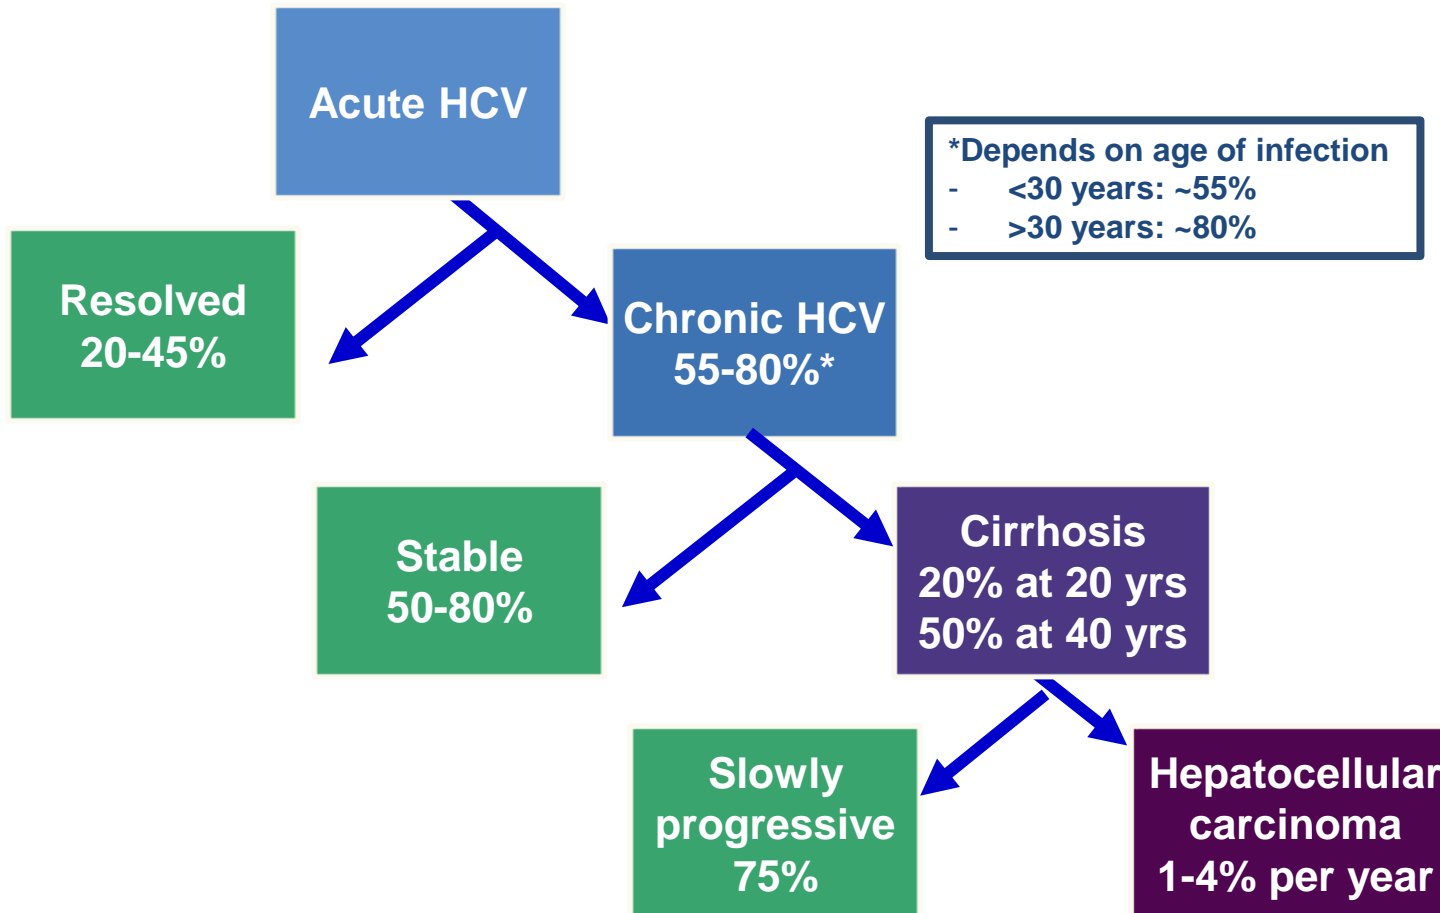 Acute HCV
*Depends on age of infection
- <30 years: ~55%
- >30 years: ~80%
Resolved
20-45%
Chronic HCV
55-80%*
Stable
50-80%
Cirrhosis
20% at 20 yrs
50% at 40 yrs
Slowly
progressive
75%
Hepatocellular
carcinoma
1-4% per year